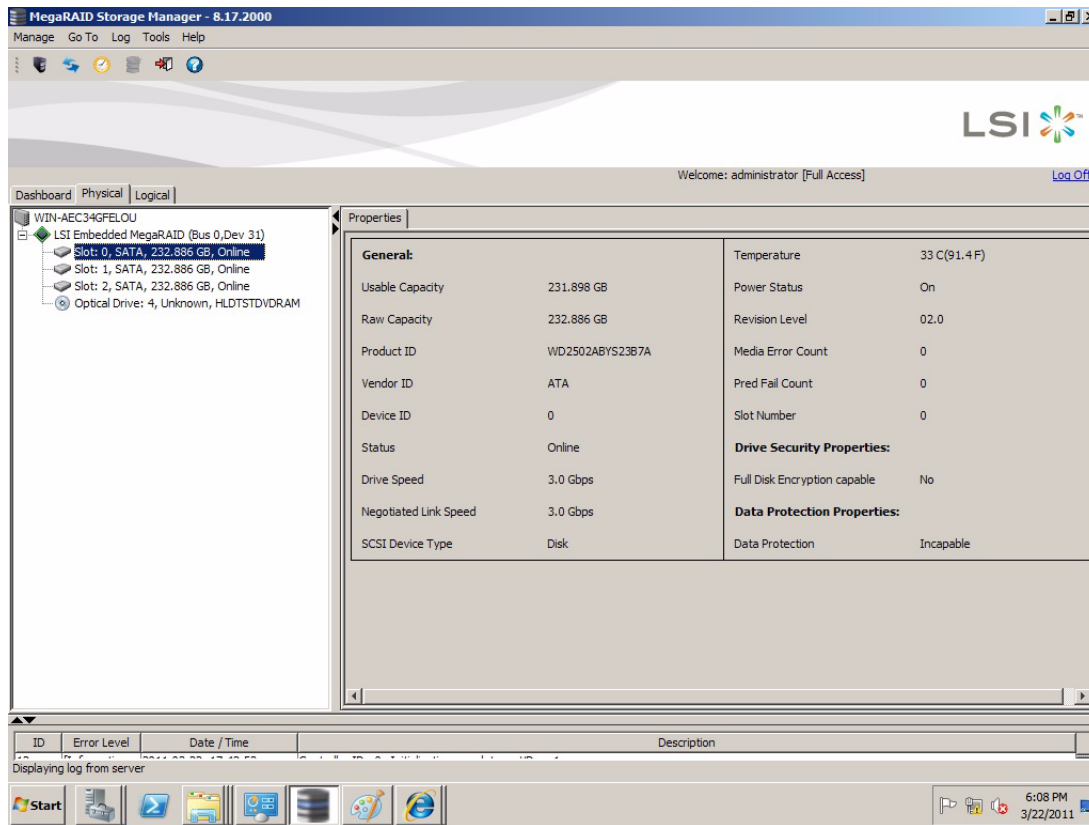 MegaRAID Storage Manager - 8.17.2000
Manage Go To Log Tools Help
LSI
Welcome: administrator [Full Access]
Log Off
Dashboard Physical Logical
WIN-AEC34GFELOU
LSI Embedded MegaRAID (Bus 0,Dev 31)
Slot: 0, SATA, 232.886 GB, Online
Slot: 1, SATA, 232.886 GB, Online
Slot: 2, SATA, 232.886 GB, Online
Optical Drive: 4, Unknown, HLDTSTDVDRAM
Properties
General:
Usable Capacity 231.898 GB
Raw Capacity 232.886 GB
Product ID WD2502ABYS23B7A
Vendor ID ATA
Device ID 0
Status Online
Drive Speed 3.0 Gbps
Negotiated Link Speed 3.0 Gbps
SCSI Device Type Disk
Temperature 33 C(91.4 F)
Power Status On
Revision Level 02.0
Media Error Count 0
Pred Fail Count 0
Slot Number 0
Drive Security Properties:
Full Disk Encryption capable No
Data Protection Properties:
Data Protection Incapable
ID Error Level Date / Time Description
Displaying log from server
Start
6:08 PM
3/22/2011